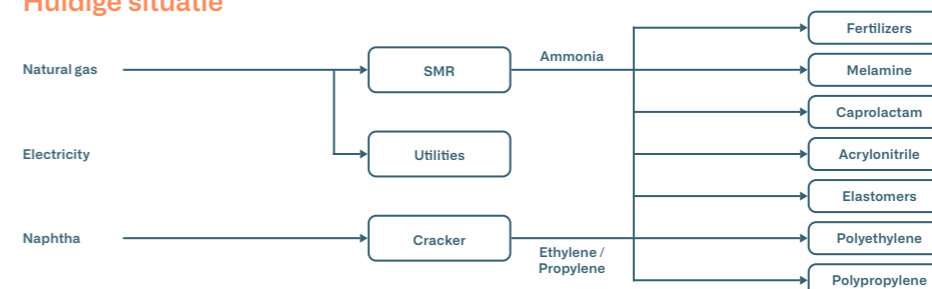 Huidige situatie
Fertilizers
Ammonia
Natural gas
SMR
Melamine
Caprolactam
Electricity
Utilities
Acrylonitrile
Elastomers
Naphtha
Cracker
Polyethylene
Ethylene /
Propylene
Polypropylene